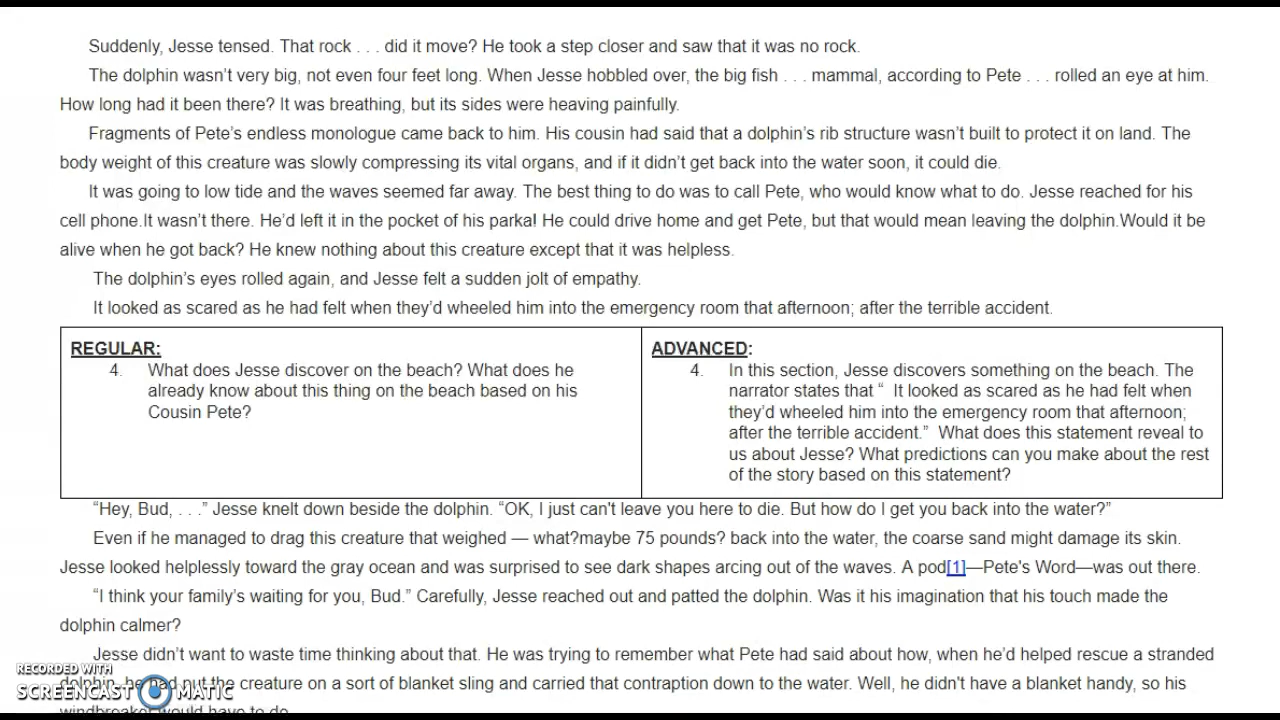 Suddenly, Jesse tensed. That rock . . . did it move? He took a step closer and saw that it was no rock.
The dolphin wasn't very big, not even four feet long. When Jesse hobbled over, the big fish . . . mammal, according to Pete . . . rolled an eye at him.
How long had it been there? It was breathing, but its sides were heaving painfully.
Fragments of Pete's endless monologue came back to him. His cousin had said that a dolphin's rib structure wasn't built to protect it on land. The
body weight of this creature was slowly compressing its vital organs, and if it didn't get back into the water soon, it could die.
It was going to low tide and the waves seemed far away. The best thing to do was to call Pete, who would know what to do. Jesse reached for his
cell phone.It wasn't there. He'd left it in the pocket of his parka! He could drive home and get Pete, but that would mean leaving the dolphin.Would it be
alive when he got back? He knew nothing about this creature except that it was helpless.
The dolphin's eyes rolled again, and Jesse felt a sudden jolt of empathy.
It looked as scared as he had felt when they'd wheeled him into the emergency room that afternoon; after the terrible accident.
REGULAR:
4. What does Jesse discover on the beach? What does he
already know about this thing on the beach based on his
Cousin Pete?
ADVANCED:
4. In this section, Jesse discovers something on the beach. The
narrator states that “ It looked as scared as he had felt when
they'd wheeled him into the emergency room that afternoon;
after the terrible accident.” What does this statement reveal to
us about Jesse? What predictions can you make about the rest
of the story based on this statement?
“Hey, Bud, . . .” Jesse knelt down beside the dolphin. “OK, I just can't leave you here to die. But how do I get you back into the water?”
Even if he managed to drag this creature that weighed — what?maybe 75 pounds? back into the water, the coarse sand might damage its skin.
Jesse looked helplessly toward the gray ocean and was surprised to see dark shapes arcing out of the waves. A pod[1]—Pete's Word—was out there.
“I think your family's waiting for you, Bud.” Carefully, Jesse reached out and patted the dolphin. Was it his imagination that his touch made the
dolphin calmer?
Jesse didn't want to waste time thinking about that. He was trying to remember what Pete had said about how, when he'd helped rescue a stranded
dolphin, he had put the creature on a sort of blanket sling and carried that contraption down to the water. Well, he didn't have a blanket handy, so his
windbreaker would have to do.
RECORDED WITH
SCREENCAST MATIC